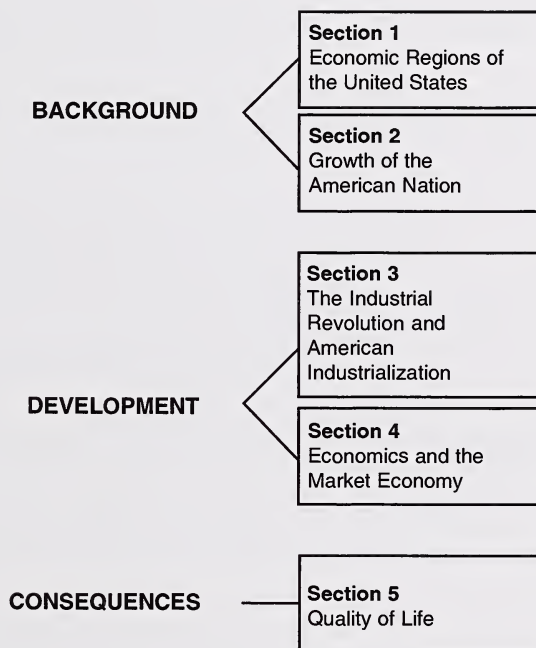 BACKGROUND
Section 1
Economic Regions of
the United States
Section 2
Growth of the
American Nation
DEVELOPMENT
Section 3
The Industrial
Revolution and
American
Industrialization
Section 4
Economics and the
Market Economy
CONSEQUENCES
Section 5
Quality of Life